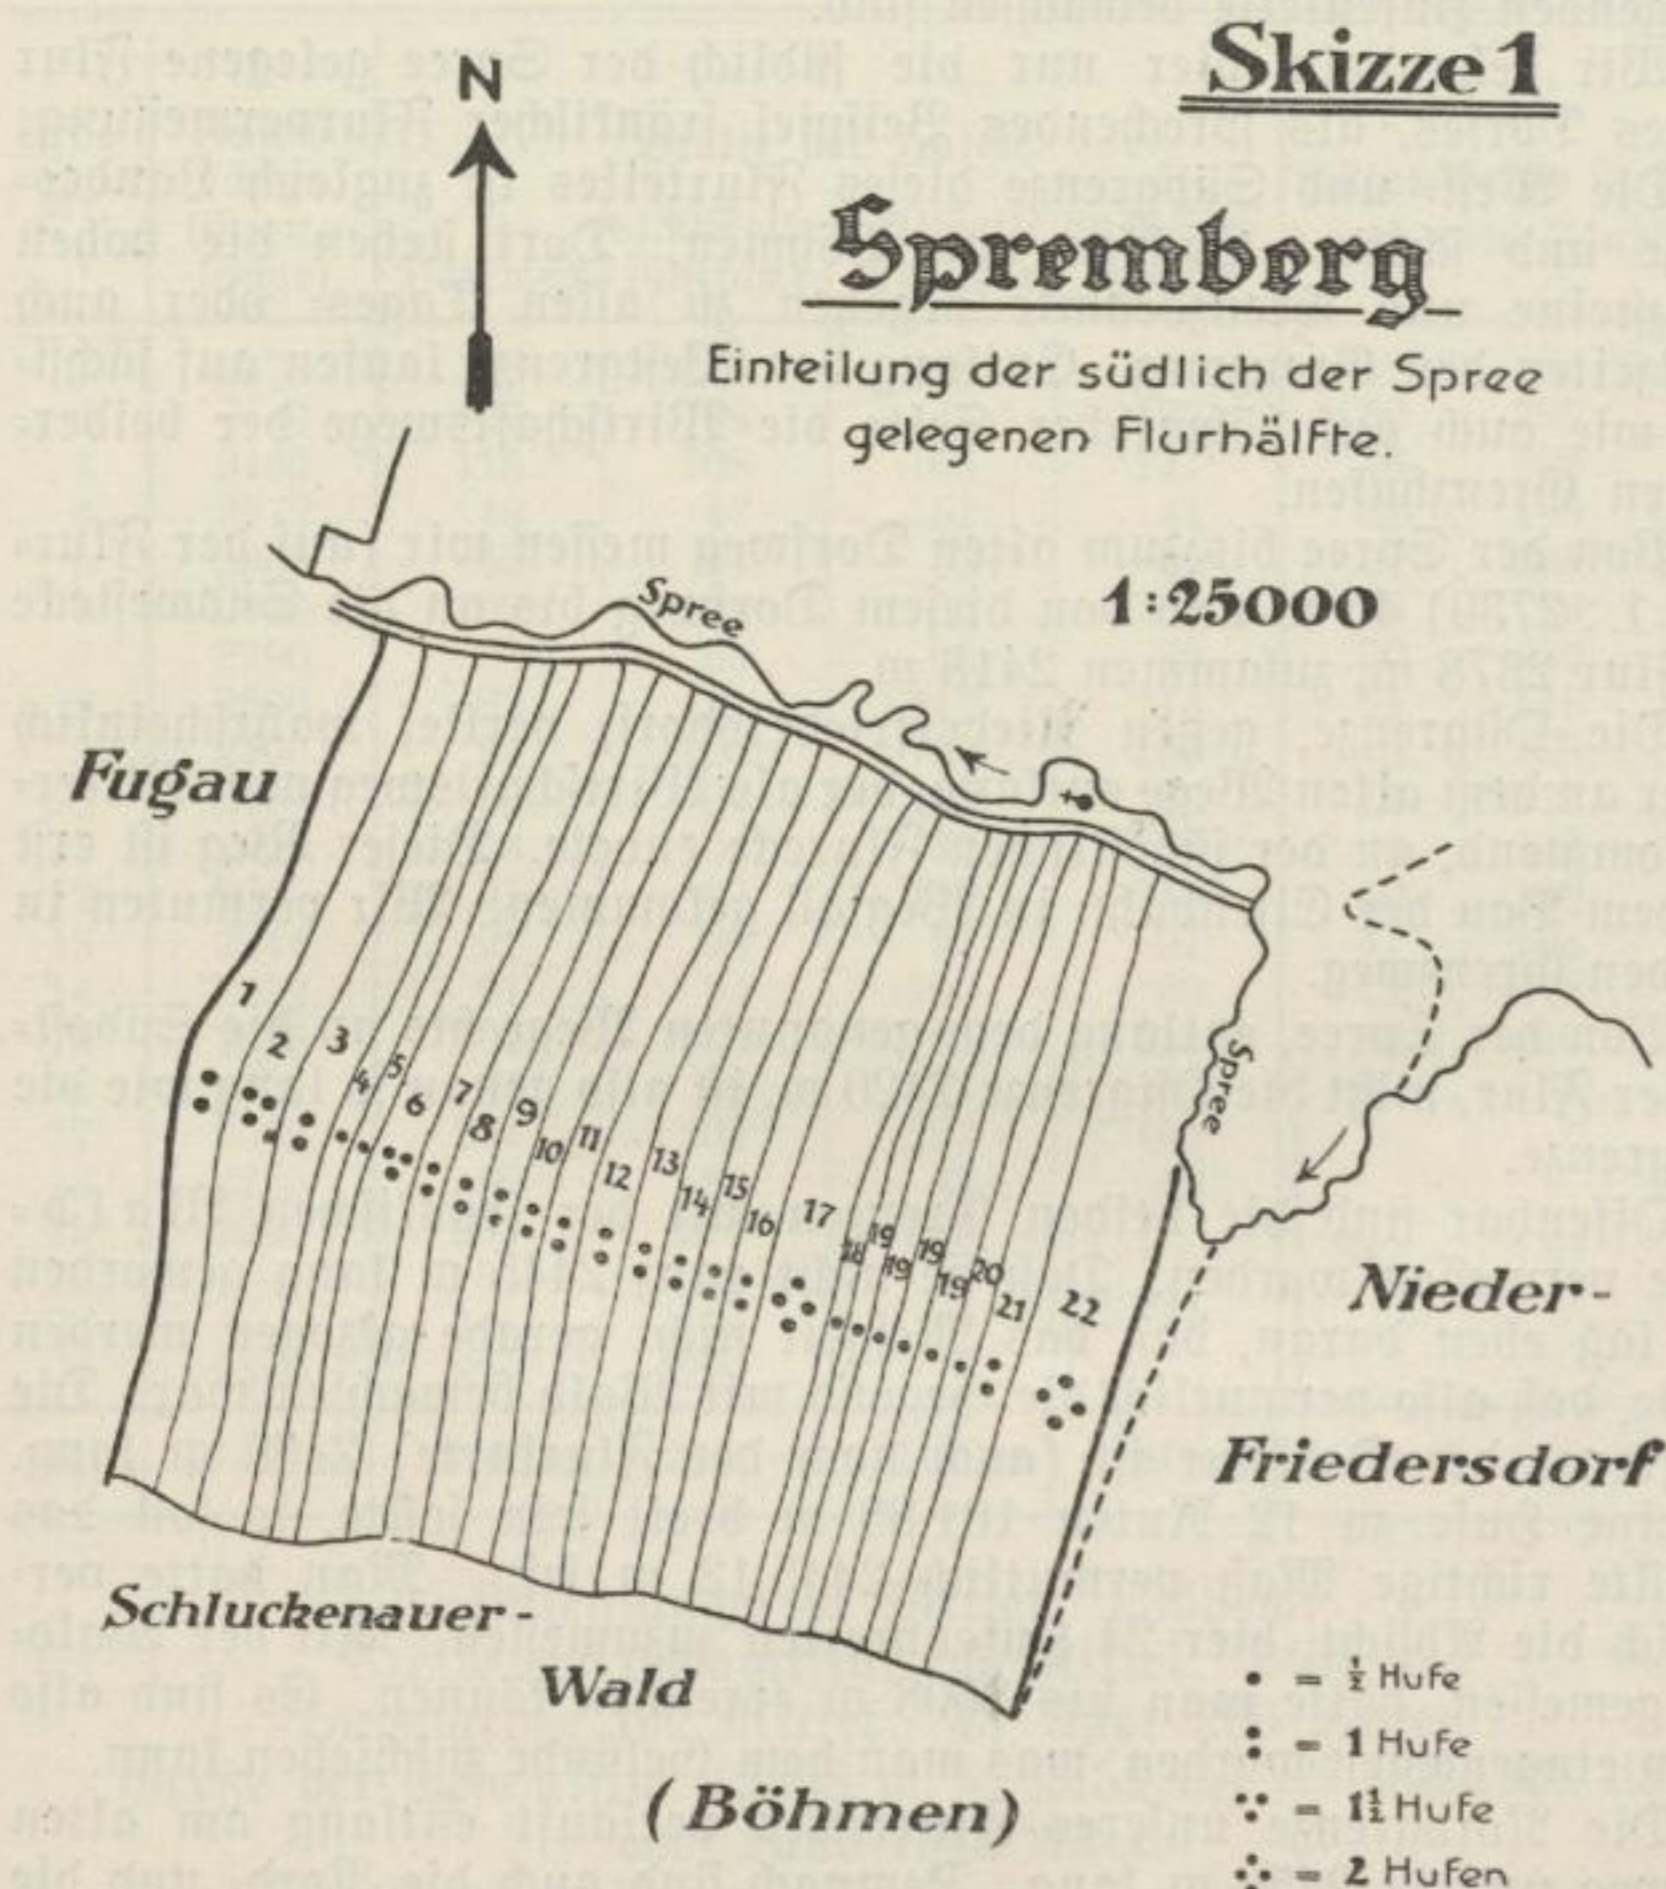 Skizze 1
N
Spremberg
Einteilung der südlich der Spree
gelegenen Flurhälfte.
1:25000
Spree
Fugau
1
2
3
4
5
6
7
8
9
10
11
12
13
14
15
16
17
18
19
19
19
19
20
21
22
Spree
Nieder-
Friedersdorf
Schluckenauer-
Wald
(Böhmen)
= ½ Hufe
= 1 Hufe
= 1½ Hufe
= 2 Hufen